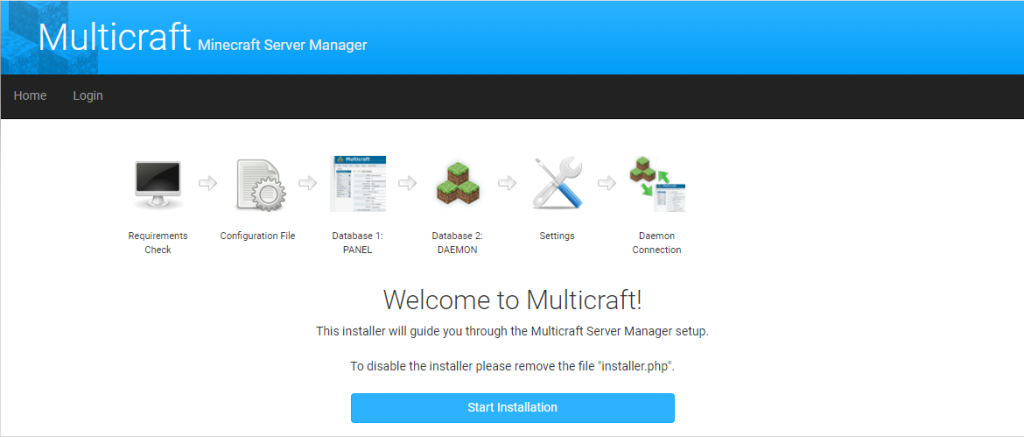 Multicraft Minecraft Server Manager
Home Login
Requirements Check
Configuration File
Database 1: PANEL
Database 2: DAEMON
Settings
Daemon Connection
Welcome to Multicraft!
This installer will guide you through the Multicraft Server Manager setup.
To disable the installer please remove the file "installer.php".
Start Installation